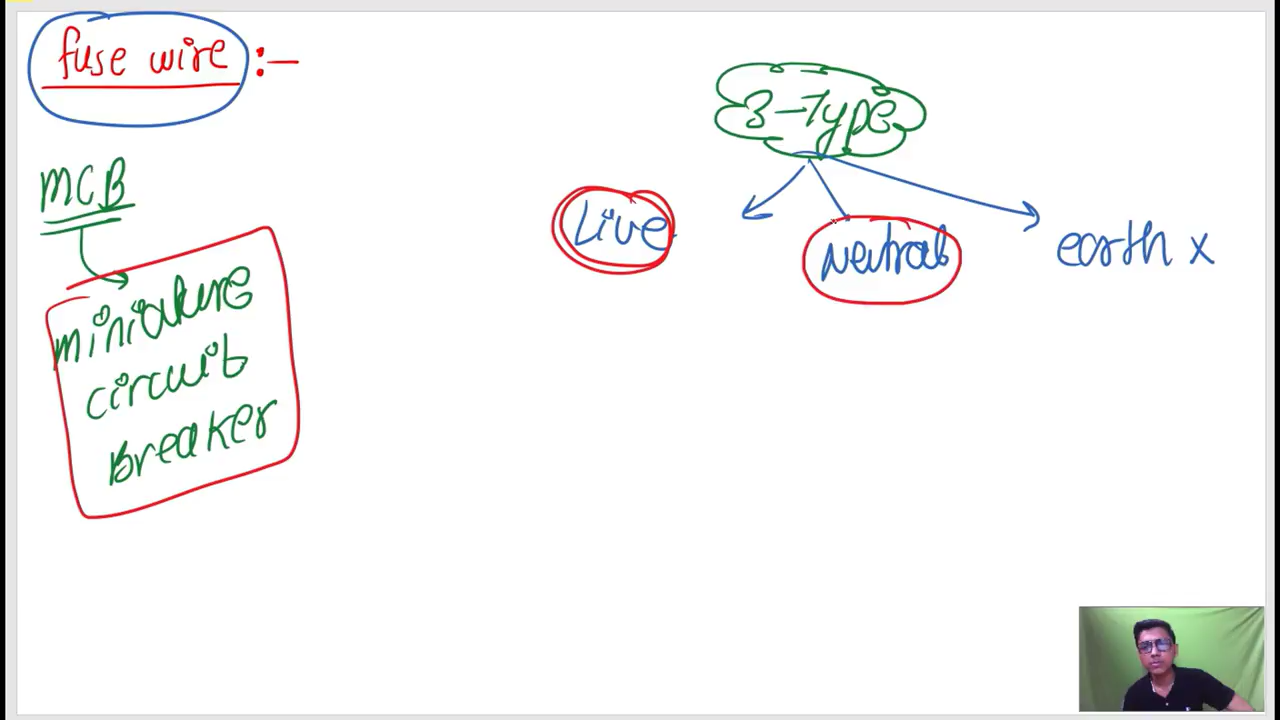 fuse wire :-
3-Type
MCB
Live
Neutral
earth x
miniature
circuit
Breaker